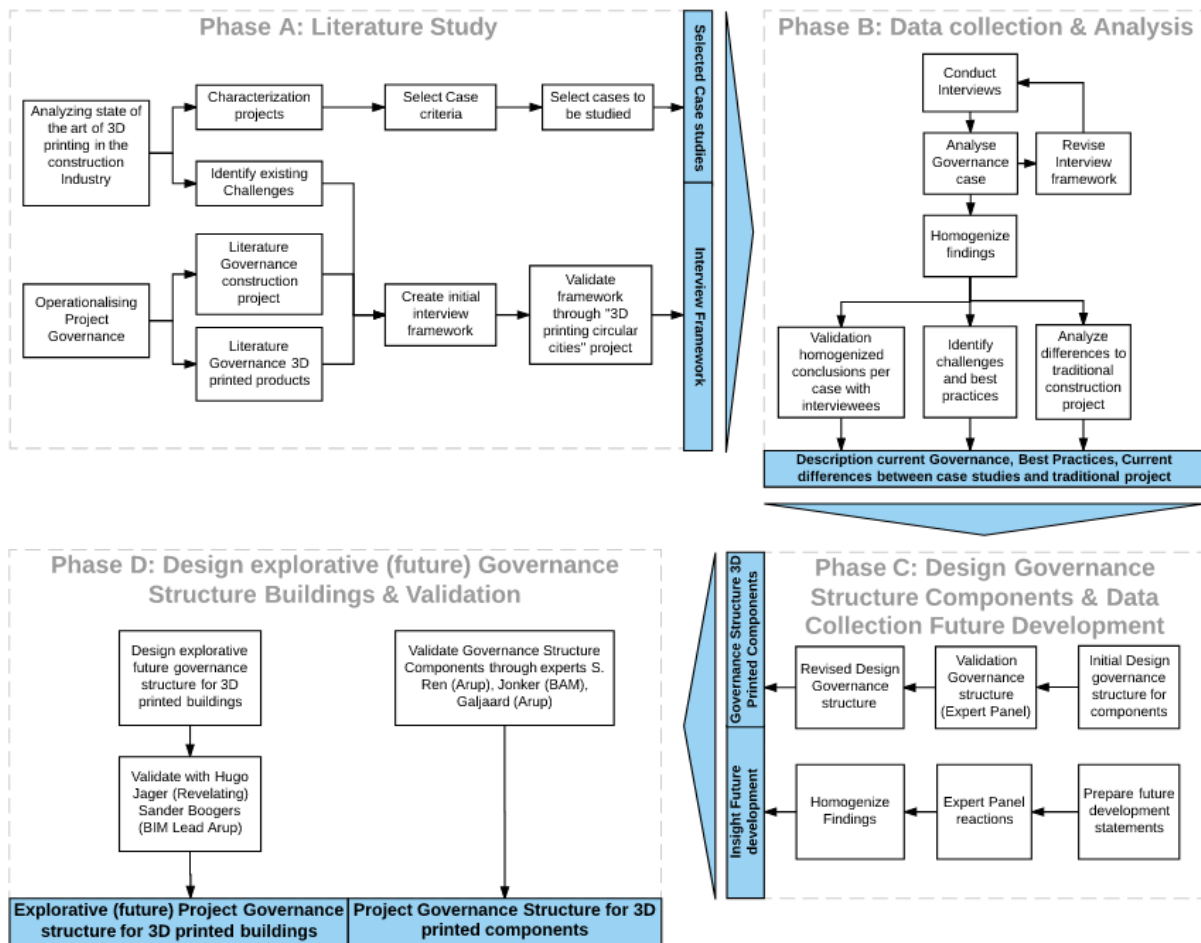 Phase A: Literature Study
Analyzing state
of the art of 3D
printing in the
construction
Industry
Characterization
projects
Select Case
criteria
Select cases to
be studied
Identify existing
Challenges
Operationalising
Project
Governance
Literature
Governance
construction
project
Literature
Governance 3D
printed products
Create initial
interview
framework
Validate
framework
through "3D
printing circular
cities" project
Selected Case studies
Interview Framework
Phase B: Data collection & Analysis
Conduct
Interviews
Analyse
Governance
case
Revise
Interview
framework
Homogenize
findings
Validation
homogenized
conclusions per
case with
interviewees
Identify
challenges
and best
practices
Analyze
differences to
traditional
construction
project
Description current Governance, Best Practices, Current
differences between case studies and traditional project
Phase C: Design Governance
Structure Components & Data
Collection Future Development
Initial Design
governance
structure for
components
Validation
Governance
structure
(Expert Panel)
Revised Design
Governance
structure
Governance Structure 3D
Printed Components
Prepare future
development
statements
Expert Panel
reactions
Homogenize
Findings
Insight Future
development
Phase D: Design explorative (future) Governance
Structure Buildings & Validation
Design explorative
future governance
structure for 3D
printed buildings
Validate with Hugo
Jager (Revelating)
Sander Boogers
(BIM Lead Arup)
Validate Governance Structure
Components through experts S.
Ren (Arup), Jonker (BAM),
Galjaard (Arup)
Explorative (future) Project Governance
structure for 3D printed buildings
Project Governance Structure for 3D
printed components